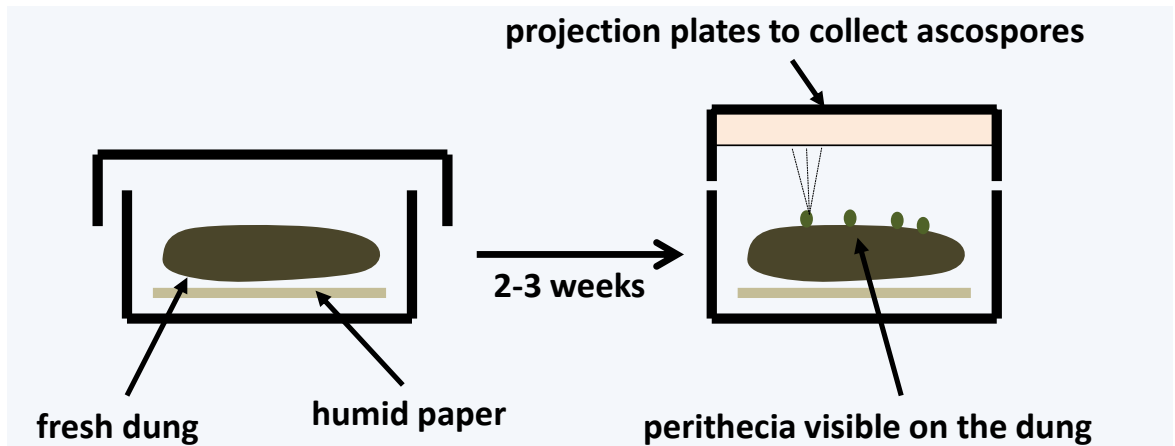 projection plates to collect ascospores
2-3 weeks
fresh dung
humid paper
perithecia visible on the dung